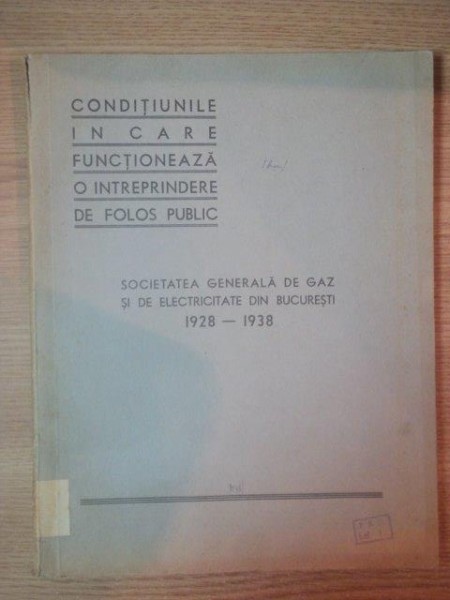 CONDIȚIUNILE
IN CARE
FUNCȚIONEAZĂ
O INTREPRINDERE
DE FOLOS PUBLIC
SOCIETATEA GENERALĂ DE GAZ
ȘI DE ELECTRICITATE DIN BUCUREȘTI
1928 — 1938